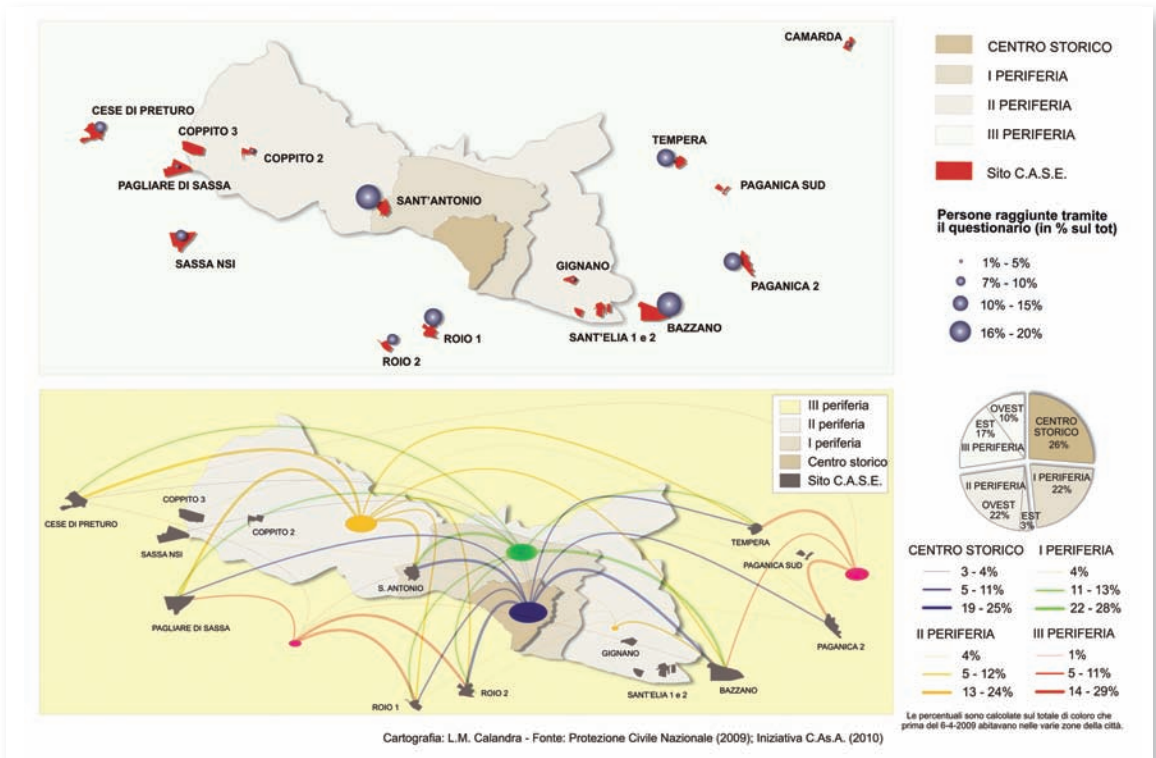 CAMARDA
CESE DI PRETURO
COPPITO 3
COPPITO 2
PAGLIARE DI SASSA
TEMPERA
PAGANICA SUD
SANT'ANTONIO
SASSA NSI
GIGNANO
PAGANICA 2
BAZZANO
ROIO 1
SANT'ELIA 1 e 2
ROIO 2
CENTRO STORICO
I PERIFERIA
II PERIFERIA
III PERIFERIA
Sito C.A.S.E.
Persone raggiunte tramite
il questionario (in % sul tot)
1% - 5%
7% - 10%
10% - 15%
16% - 20%
III periferia
II periferia
I periferia
Centro storico
Sito C.A.S.E.
CESE DI PRETURO
COPPITO 3
COPPITO 2
SASSA NSI
S. ANTONIO
TEMPERA
PAGANICA SUD
PAGLIARE DI SASSA
PAGANICA 2
GIGNANO
SANT'ELIA 1 e 2
BAZZANO
ROIO 2
ROIO 1
OVEST
10%
EST
17%
III PERIFERIA
CENTRO
STORICO
26%
II PERIFERIA
OVEST
22%
EST
3%
I PERIFERIA
22%
CENTRO STORICO
3 - 4%
5 - 11%
19 - 25%
I PERIFERIA
4%
11 - 13%
22 - 28%
II PERIFERIA
4%
5 - 12%
13 - 24%
III PERIFERIA
1%
5 - 11%
14 - 29%
Le percentuali sono calcolate sul totale di coloro che
prima del 6-4-2009 abitavano nelle varie zone della città.
Cartografia: L.M. Calandra - Fonte: Protezione Civile Nazionale (2009); Iniziativa C.As.A. (2010)